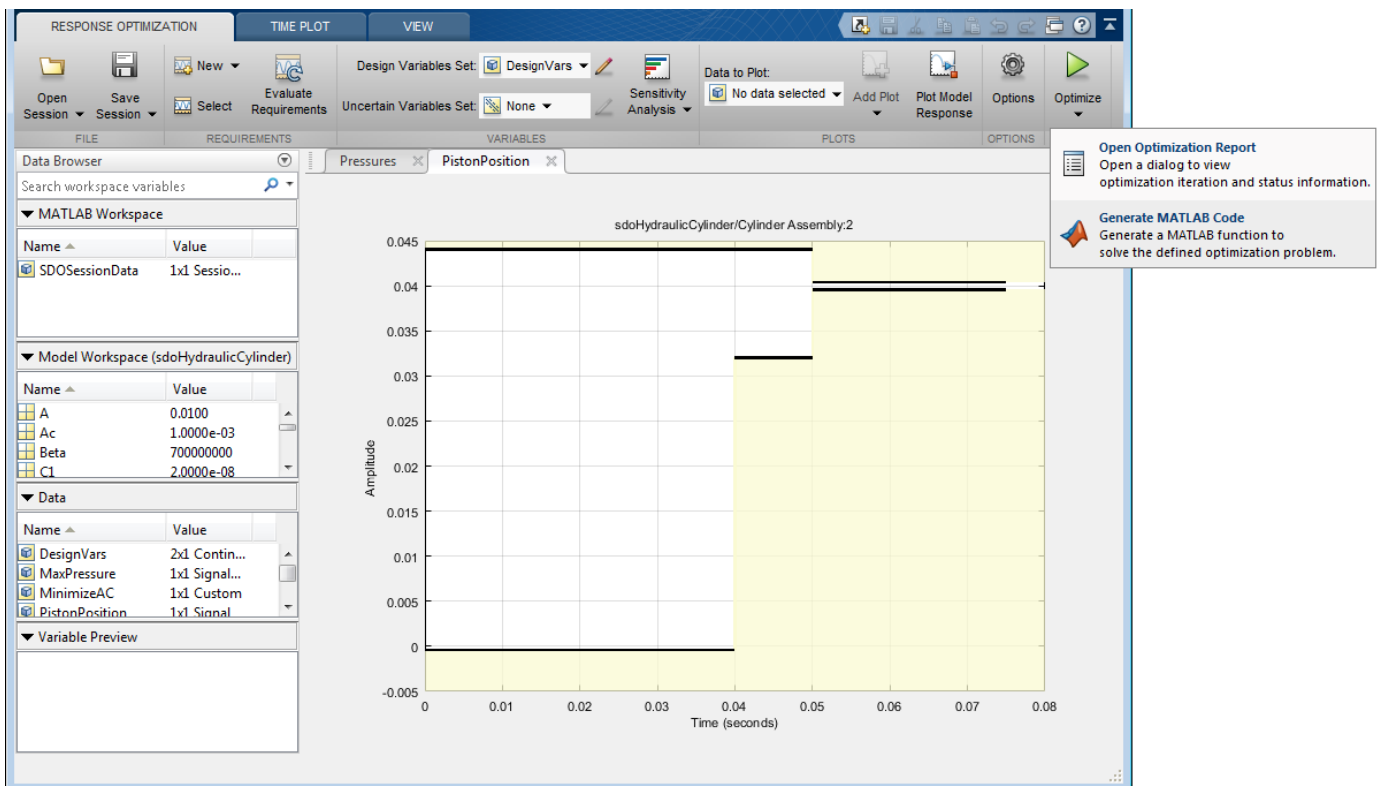 RESPONSE OPTIMIZATION
TIME PLOT
VIEW
Open Session
Save Session
New
Select
Evaluate Requirements
Design Variables Set:
DesignVars
Uncertain Variables Set:
None
Sensitivity Analysis
Data to Plot:
No data selected
Add Plot
Plot Model Response
Options
Optimize
FILE
REQUIREMENTS
VARIABLES
PLOTS
OPTIONS
Open Optimization Report
Open a dialog to view
optimization iteration and status information.
Generate MATLAB Code
Generate a MATLAB function to
solve the defined optimization problem.
Data Browser
Search workspace variables
MATLAB Workspace
Name Value
SDOSessionData 1x1 Sessio...
Model Workspace (sdoHydraulicCylinder)
Name Value
A 0.0100
Ac 1.0000e-03
Beta 700000000
C1 2.0000e-08
Data
Name Value
DesignVars 2x1 Contin...
MaxPressure 1x1 Signal...
MinimizeAC 1x1 Custom
PistonPosition 1x1 Signal
Variable Preview
Pressures
PistonPosition
sdoHydraulicCylinder/Cylinder Assembly:2
0.045
0.04
0.035
0.03
0.025
0.02
0.015
0.01
0.005
0
-0.005
Amplitude
0 0.01 0.02 0.03 0.04 0.05 0.06 0.07 0.08
Time (seconds)